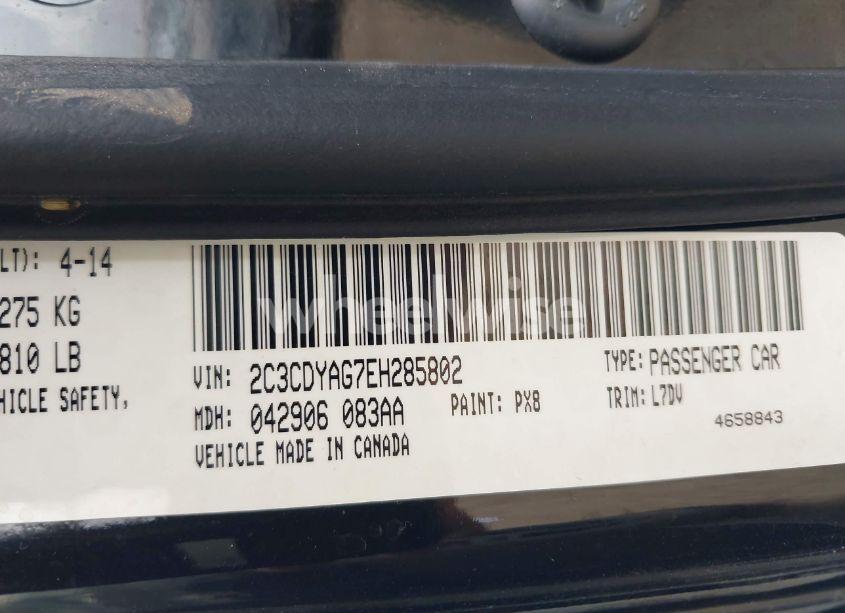 LT): 4-14
275 KG
810 LB
HICLE SAFETY,
wheelwise
VIN: 2C3CDYAG7EH285802
TYPE: PASSENGER CAR
MDH: 042906 083AA
PAINT: PX8
TRIM: L7DV
VEHICLE MADE IN CANADA
4658843